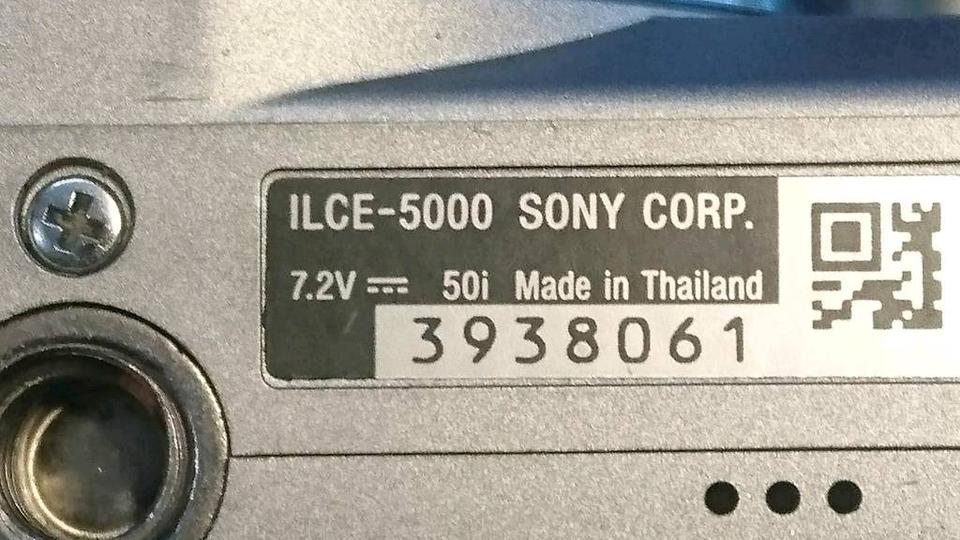 ILCE-5000 SONY CORP.
7.2V ⎓ 50i Made in Thailand
3938061